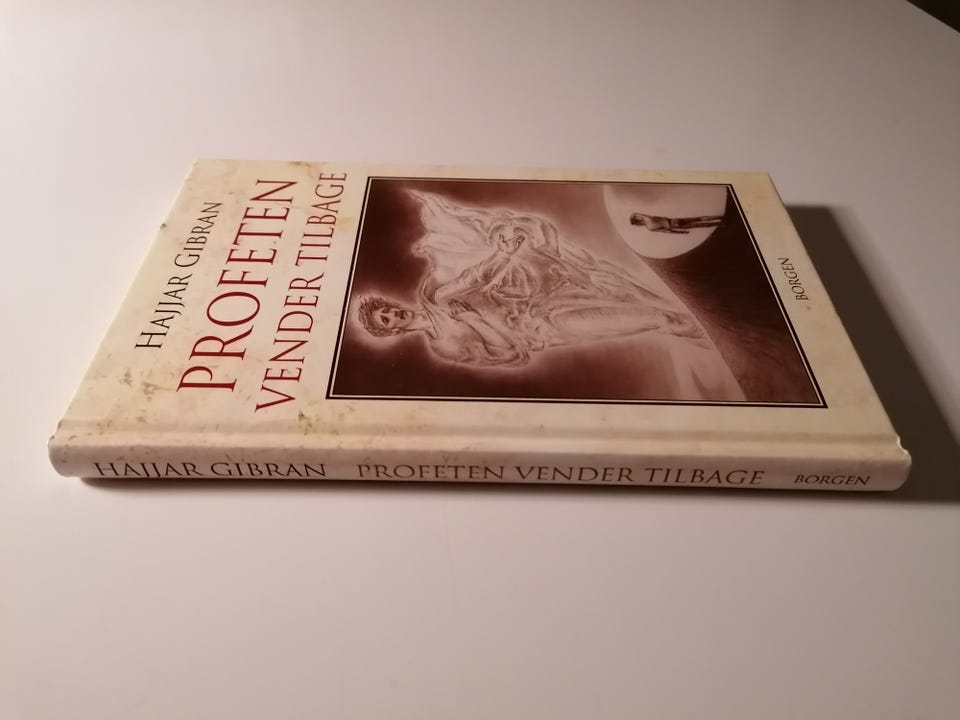 HAJJAR GIBRAN
PROFETEN
VENDER TILBAGE
BORGEN
HAJJAR GIBRAN PROFETEN VENDER TILBAGE BORGEN